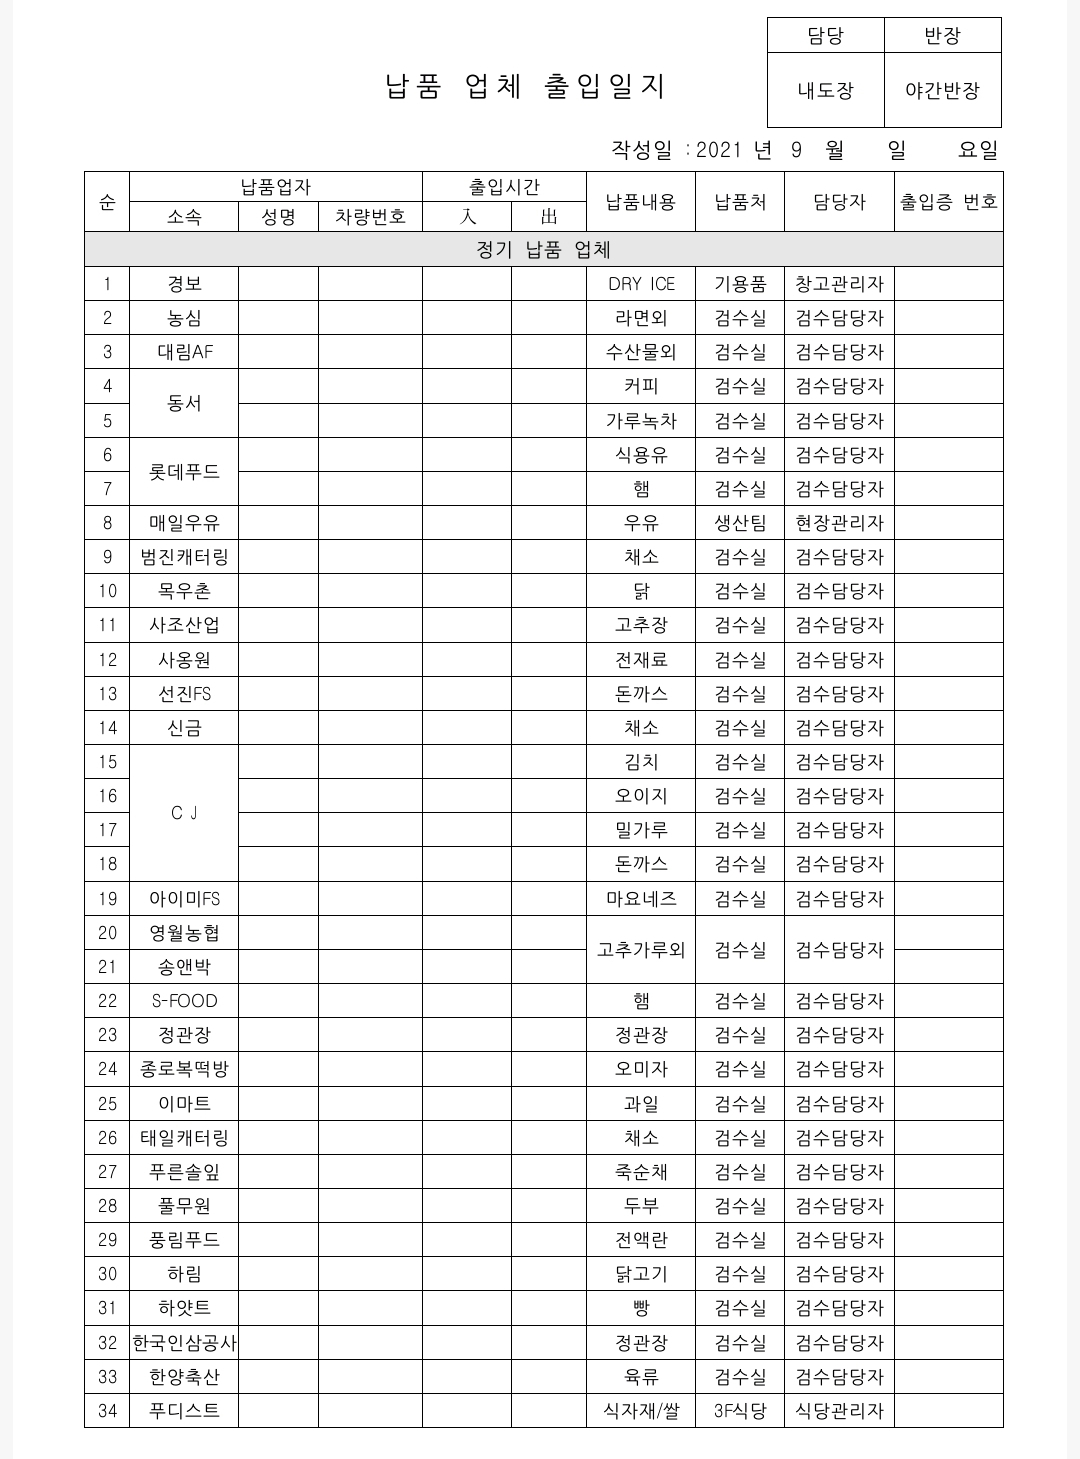 담당 반장
납품 업체 출입일지
내도장 야간반장
작성일 :2021 년 9 월 일 요일
순 납품업자 출입시간 납품내용 납품처 담당자 출입증 번호
소속 성명 차량번호 入 出
정기 납품 업체
1 경보 DRY ICE 기용품 창고관리자
2 농심 라면외 검수실 검수담당자
3 대림AF 수산물외 검수실 검수담당자
4 동서 커피 검수실 검수담당자
5 가루녹차 검수실 검수담당자
6 롯데푸드 식용유 검수실 검수담당자
7 햄 검수실 검수담당자
8 매일우유 우유 생산팀 현장관리자
9 범진캐터링 채소 검수실 검수담당자
10 목우촌 닭 검수실 검수담당자
11 사조산업 고추장 검수실 검수담당자
12 사옹원 전재료 검수실 검수담당자
13 선진FS 돈까스 검수실 검수담당자
14 신금 채소 검수실 검수담당자
15 C J 김치 검수실 검수담당자
16 오이지 검수실 검수담당자
17 밀가루 검수실 검수담당자
18 돈까스 검수실 검수담당자
19 아이미FS 마요네즈 검수실 검수담당자
20 영월농협 고추가루외 검수실 검수담당자
21 송앤박
22 S-FOOD 햄 검수실 검수담당자
23 정관장 정관장 검수실 검수담당자
24 종로복떡방 오미자 검수실 검수담당자
25 이마트 과일 검수실 검수담당자
26 태일캐터링 채소 검수실 검수담당자
27 푸른솔잎 죽순채 검수실 검수담당자
28 풀무원 두부 검수실 검수담당자
29 풍림푸드 전액란 검수실 검수담당자
30 하림 닭고기 검수실 검수담당자
31 하얏트 빵 검수실 검수담당자
32 한국인삼공사 정관장 검수실 검수담당자
33 한양축산 육류 검수실 검수담당자
34 푸디스트 식자재/쌀 3F식당 식당관리자